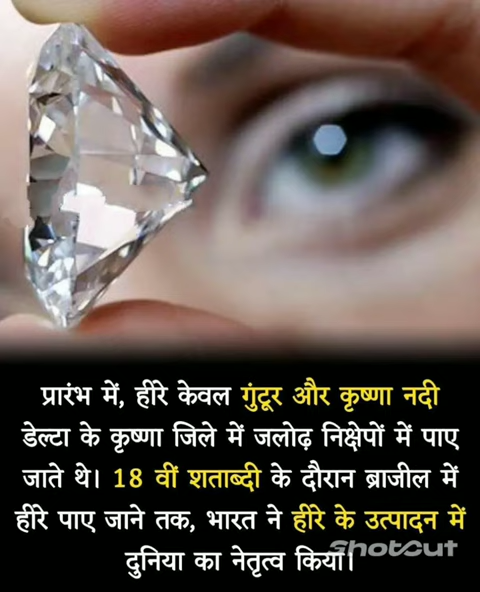 प्रारंभ में, हीरे केवल गुंटूर और कृष्णा नदी
डेल्टा के कृष्णा जिले में जलोढ़ निक्षेपों में पाए
जाते थे। 18 वीं शताब्दी के दौरान ब्राजील में
हीरे पाए जाने तक, भारत ने हीरे के उत्पादन में
दुनिया का नेतृत्व किया।
Shotcut